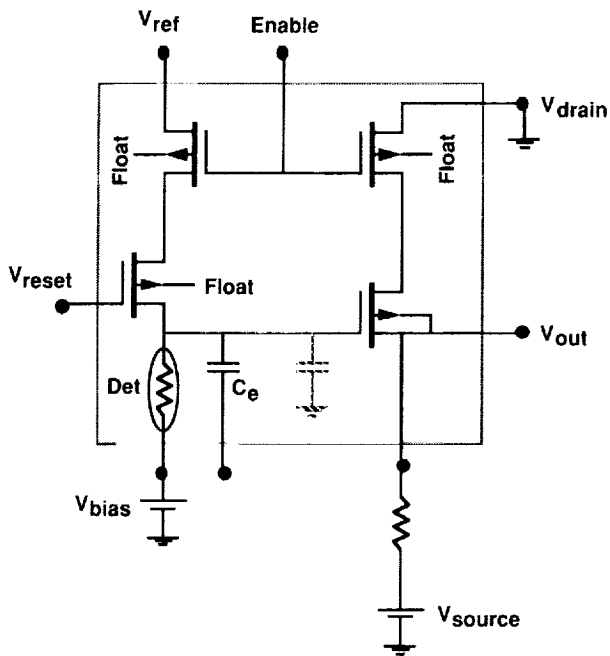 Vref
Enable
Vdrain
Float
Float
Vreset
Float
Vout
Det
Ce
Vbias
Vsource